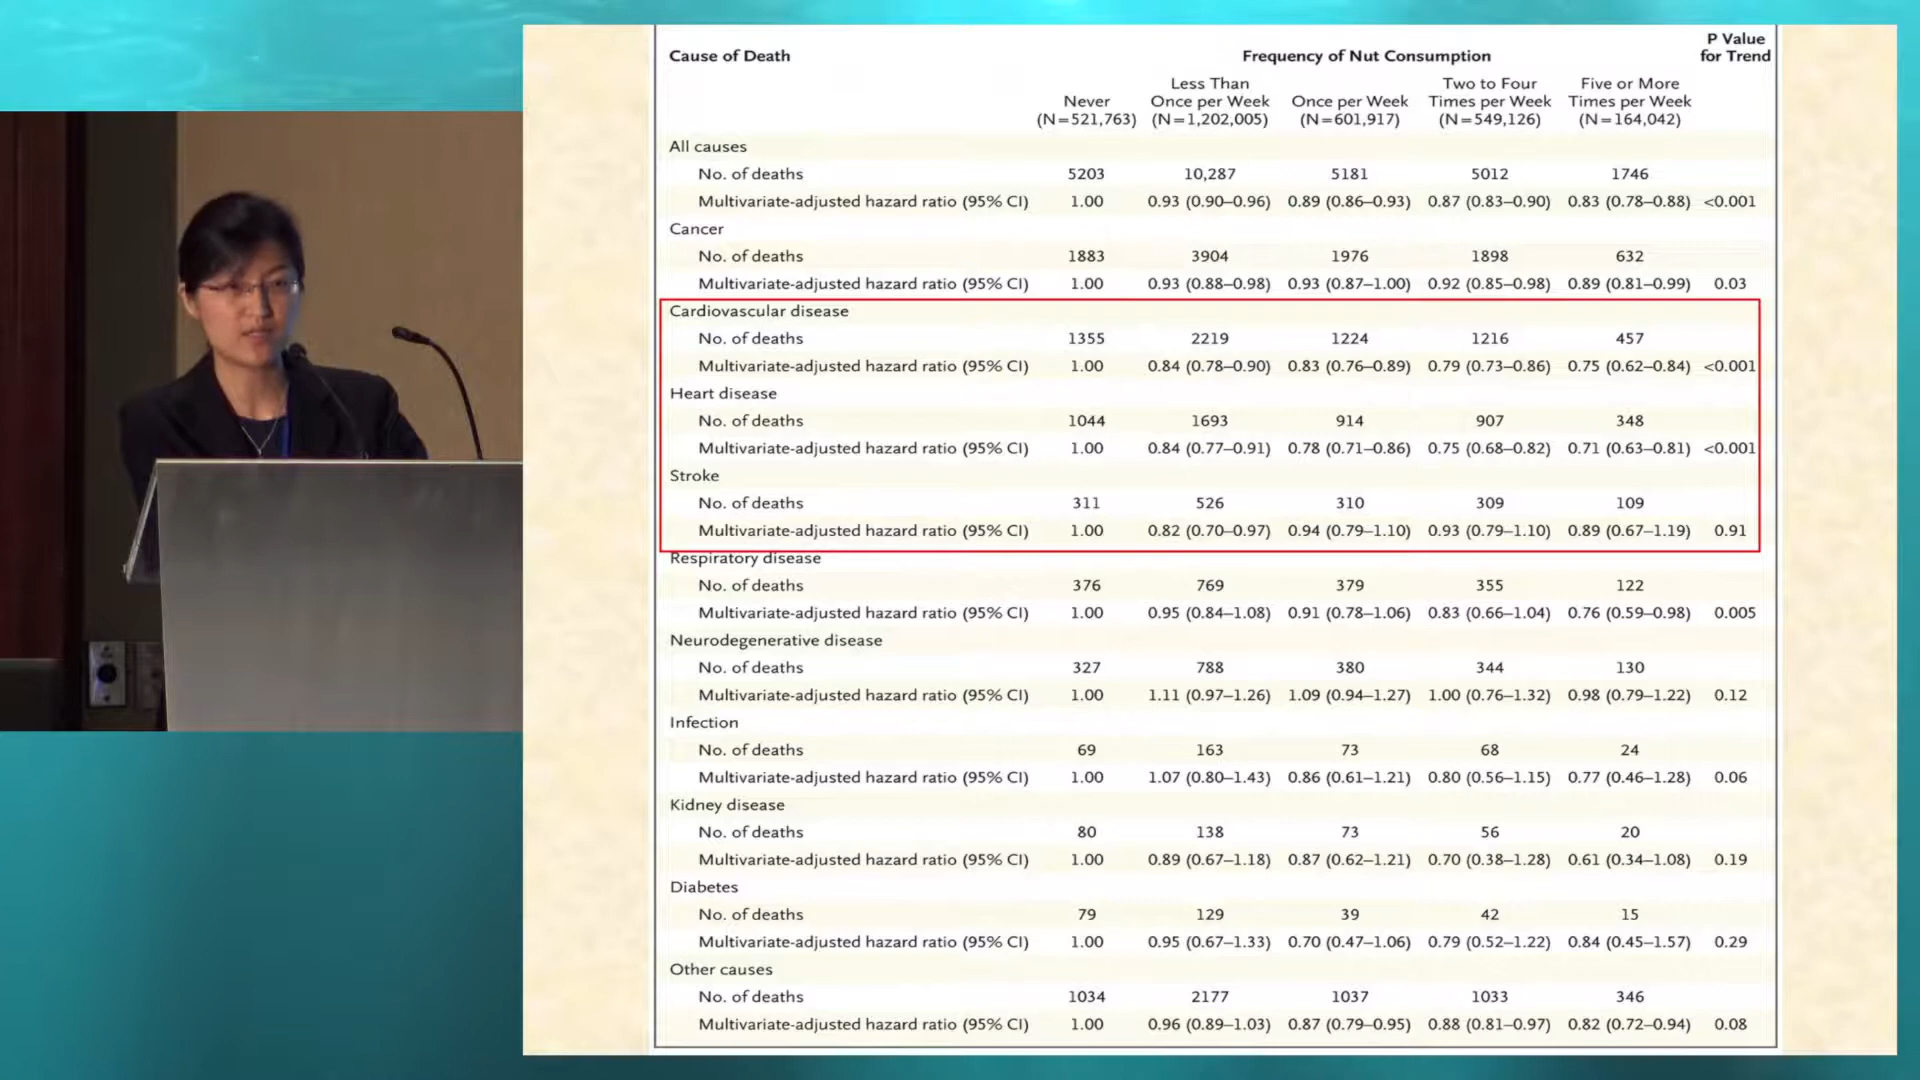 Cause of Death Frequency of Nut Consumption P Value for Trend
Never (N=521,763) Less Than Once per Week (N=1,202,005) Once per Week (N=601,917) Two to Four Times per Week (N=549,126) Five or More Times per Week (N=164,042)
All causes
No. of deaths 5203 10,287 5181 5012 1746
Multivariate-adjusted hazard ratio (95% CI) 1.00 0.93 (0.90–0.96) 0.89 (0.86–0.93) 0.87 (0.83–0.90) 0.83 (0.78–0.88) <0.001
Cancer
No. of deaths 1883 3904 1976 1898 632
Multivariate-adjusted hazard ratio (95% CI) 1.00 0.93 (0.88–0.98) 0.93 (0.87–1.00) 0.92 (0.85–0.98) 0.89 (0.81–0.99) 0.03
Cardiovascular disease
No. of deaths 1355 2219 1224 1216 457
Multivariate-adjusted hazard ratio (95% CI) 1.00 0.84 (0.78–0.90) 0.83 (0.76–0.89) 0.79 (0.73–0.86) 0.75 (0.62–0.84) <0.001
Heart disease
No. of deaths 1044 1693 914 907 348
Multivariate-adjusted hazard ratio (95% CI) 1.00 0.84 (0.77–0.91) 0.78 (0.71–0.86) 0.75 (0.68–0.82) 0.71 (0.63–0.81) <0.001
Stroke
No. of deaths 311 526 310 309 109
Multivariate-adjusted hazard ratio (95% CI) 1.00 0.82 (0.70–0.97) 0.94 (0.79–1.10) 0.93 (0.79–1.10) 0.89 (0.67–1.19) 0.91
Respiratory disease
No. of deaths 376 769 379 355 122
Multivariate-adjusted hazard ratio (95% CI) 1.00 0.95 (0.84–1.08) 0.91 (0.78–1.06) 0.83 (0.66–1.04) 0.76 (0.59–0.98) 0.005
Neurodegenerative disease
No. of deaths 327 788 380 344 130
Multivariate-adjusted hazard ratio (95% CI) 1.00 1.11 (0.97–1.26) 1.09 (0.94–1.27) 1.00 (0.76–1.32) 0.98 (0.79–1.22) 0.12
Infection
No. of deaths 69 163 73 68 24
Multivariate-adjusted hazard ratio (95% CI) 1.00 1.07 (0.80–1.43) 0.86 (0.61–1.21) 0.80 (0.56–1.15) 0.77 (0.46–1.28) 0.06
Kidney disease
No. of deaths 80 138 73 56 20
Multivariate-adjusted hazard ratio (95% CI) 1.00 0.89 (0.67–1.18) 0.87 (0.62–1.21) 0.70 (0.38–1.28) 0.61 (0.34–1.08) 0.19
Diabetes
No. of deaths 79 129 39 42 15
Multivariate-adjusted hazard ratio (95% CI) 1.00 0.95 (0.67–1.33) 0.70 (0.47–1.06) 0.79 (0.52–1.22) 0.84 (0.45–1.57) 0.29
Other causes
No. of deaths 1034 2177 1037 1033 346
Multivariate-adjusted hazard ratio (95% CI) 1.00 0.96 (0.89–1.03) 0.87 (0.79–0.95) 0.88 (0.81–0.97) 0.82 (0.72–0.94) 0.08